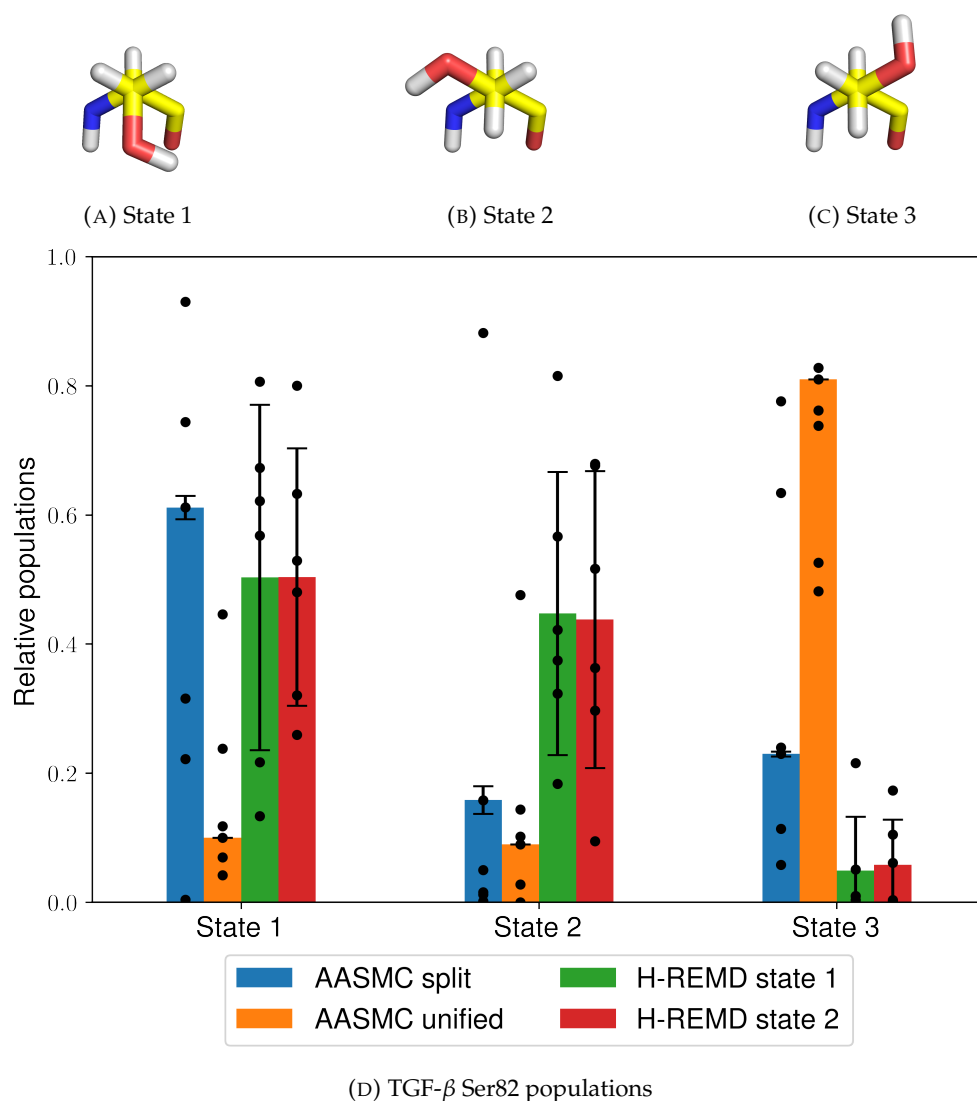 (A) State 1
(B) State 2
(C) State 3
1.0
0.8
0.6
0.4
0.2
0.0
Relative populations
State 1
State 2
State 3
AASMC split
H-REMD state 1
AASMC unified
H-REMD state 2
(D) TGF-β Ser82 populations